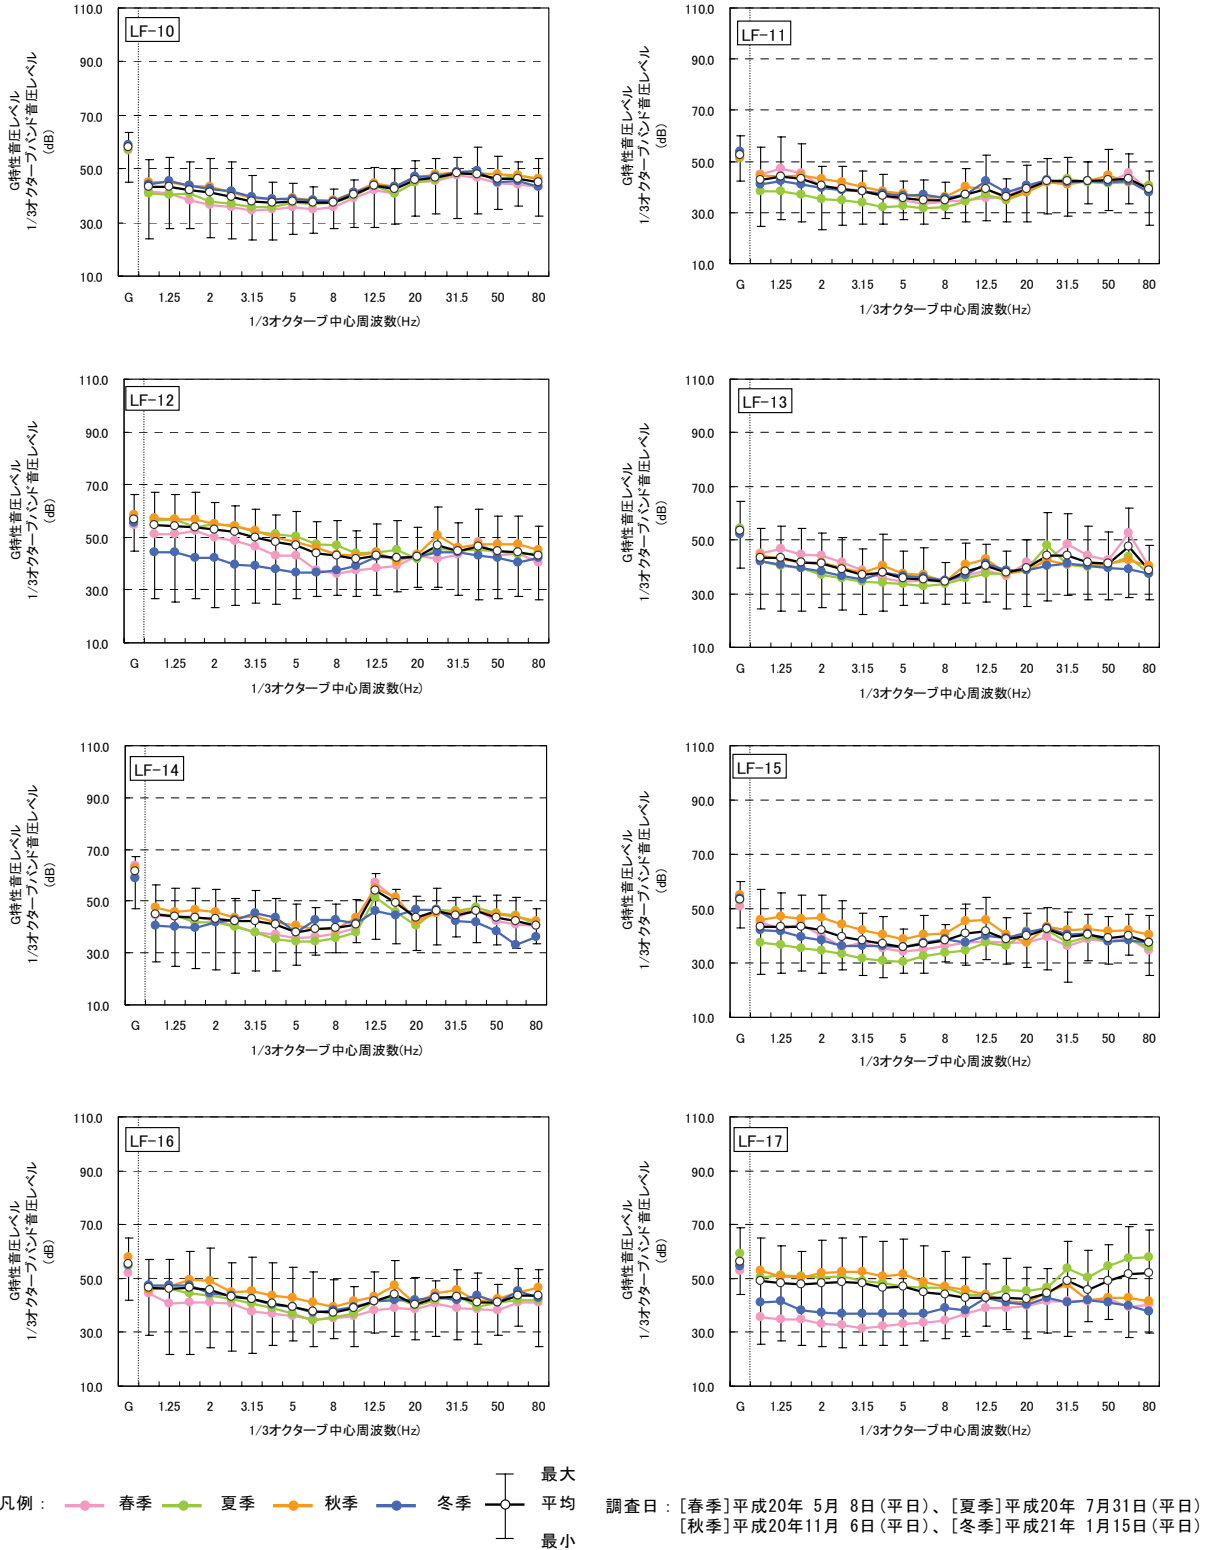 LF-10
G特性音圧レベル
1/3オクターブバンド音圧レベル
(dB)
110.0
90.0
70.0
50.0
30.0
10.0
G 1.25 2 3.15 5 8 12.5 20 31.5 50 80
1/3オクターブ中心周波数(Hz)
LF-11
G特性音圧レベル
1/3オクターブバンド音圧レベル
(dB)
110.0
90.0
70.0
50.0
30.0
10.0
G 1.25 2 3.15 5 8 12.5 20 31.5 50 80
1/3オクターブ中心周波数(Hz)
LF-12
G特性音圧レベル
1/3オクターブバンド音圧レベル
(dB)
110.0
90.0
70.0
50.0
30.0
10.0
G 1.25 2 3.15 5 8 12.5 20 31.5 50 80
1/3オクターブ中心周波数(Hz)
LF-13
G特性音圧レベル
1/3オクターブバンド音圧レベル
(dB)
110.0
90.0
70.0
50.0
30.0
10.0
G 1.25 2 3.15 5 8 12.5 20 31.5 50 80
1/3オクターブ中心周波数(Hz)
LF-14
G特性音圧レベル
1/3オクターブバンド音圧レベル
(dB)
110.0
90.0
70.0
50.0
30.0
10.0
G 1.25 2 3.15 5 8 12.5 20 31.5 50 80
1/3オクターブ中心周波数(Hz)
LF-15
G特性音圧レベル
1/3オクターブバンド音圧レベル
(dB)
110.0
90.0
70.0
50.0
30.0
10.0
G 1.25 2 3.15 5 8 12.5 20 31.5 50 80
1/3オクターブ中心周波数(Hz)
LF-16
G特性音圧レベル
1/3オクターブバンド音圧レベル
(dB)
110.0
90.0
70.0
50.0
30.0
10.0
G 1.25 2 3.15 5 8 12.5 20 31.5 50 80
1/3オクターブ中心周波数(Hz)
LF-17
G特性音圧レベル
1/3オクターブバンド音圧レベル
(dB)
110.0
90.0
70.0
50.0
30.0
10.0
G 1.25 2 3.15 5 8 12.5 20 31.5 50 80
1/3オクターブ中心周波数(Hz)
最大
凡例： 春季 夏季 秋季 冬季 平均
最小
調査日：[春季]平成20年 5月 8日(平日)、[夏季]平成20年 7月31日(平日)
[秋季]平成20年11月 6日(平日)、[冬季]平成21年 1月15日(平日)